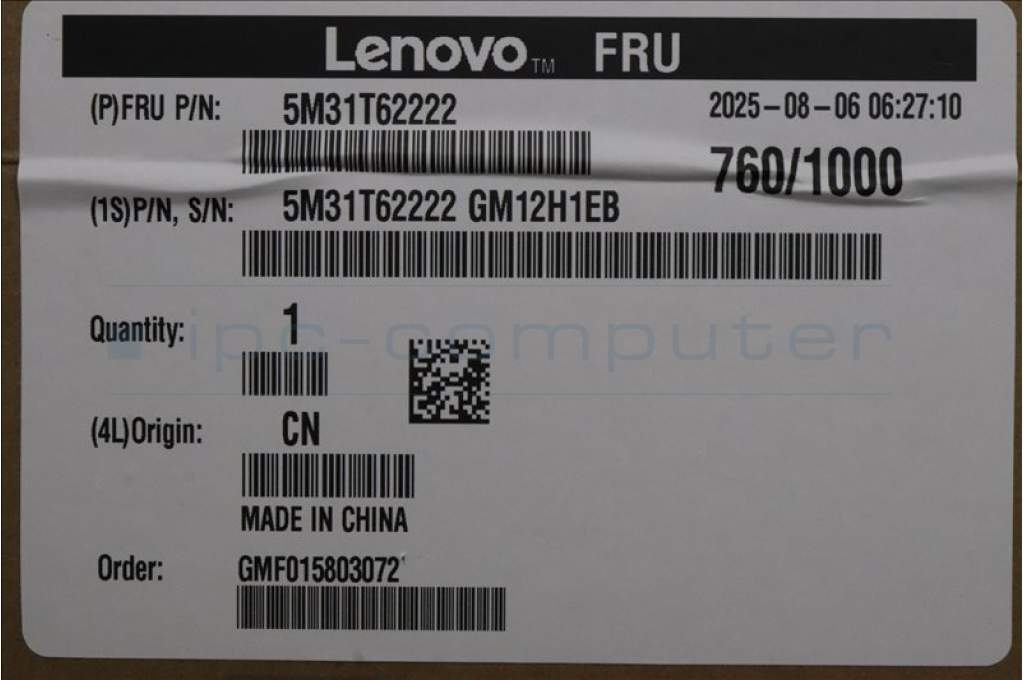 Lenovo™ FRU
(P)FRU P/N: 5M31T62222 2025-08-06 06:27:10
760/1000
(1S)P/N, S/N: 5M31T62222 GM12H1EB
Quantity: 1
ipc-computer
(4L)Origin: CN
MADE IN CHINA
Order: GMF015803072